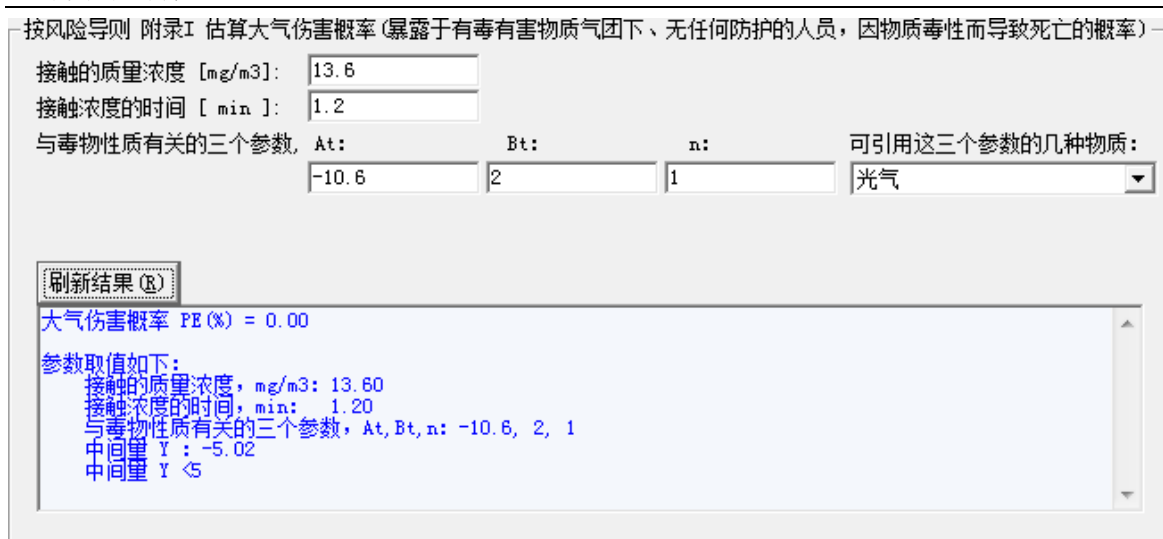 按风险导则 附录I 估算大气伤害概率(暴露于有毒有害物质气团下、无任何防护的人员，因物质毒性而导致死亡的概率)
接触的质量浓度 [mg/m3]: 13.6
接触浓度的时间 [ min ]: 1.2
与毒物性质有关的三个参数, At: Bt: n: 可引用这三个参数的几种物质:
-10.6 2 1 光气
刷新结果(R)
大气伤害概率 PE(%) = 0.00
参数取值如下:
接触的质量浓度，mg/m3: 13.60
接触浓度的时间，min: 1.20
与毒物性质有关的三个参数，At,Bt,n: -10.6, 2, 1
中间量 Y : -5.02
中间量 Y <5